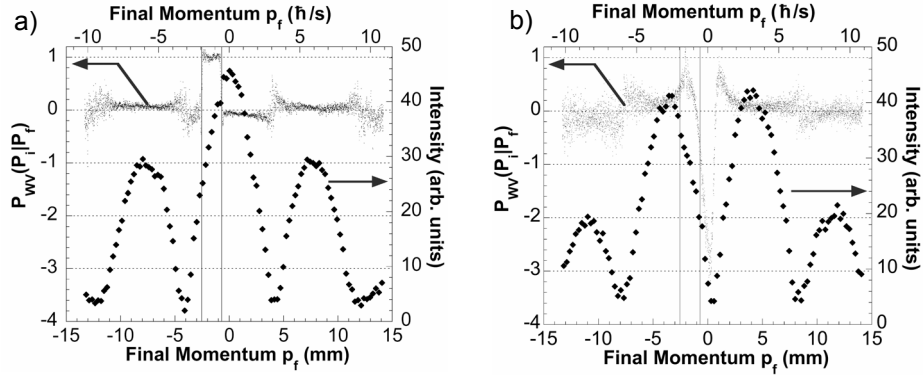 a)
Final Momentum p_f (ħ/s)
-10 -5 0 5 10
1
0
-1
-2
-3
-4
P_WV(P_i|P_f)
50
40
30
20
10
0
Intensity (arb. units)
-15 -10 -5 0 5 10 15
Final Momentum p_f (mm)
b)
Final Momentum p_f (ħ/s)
-10 -5 0 5 10
1
0
-1
-2
-3
-4
P_WV(P_i|P_f)
50
40
30
20
10
0
Intensity (arb. units)
-15 -10 -5 0 5 10 15
Final Momentum p_f (mm)